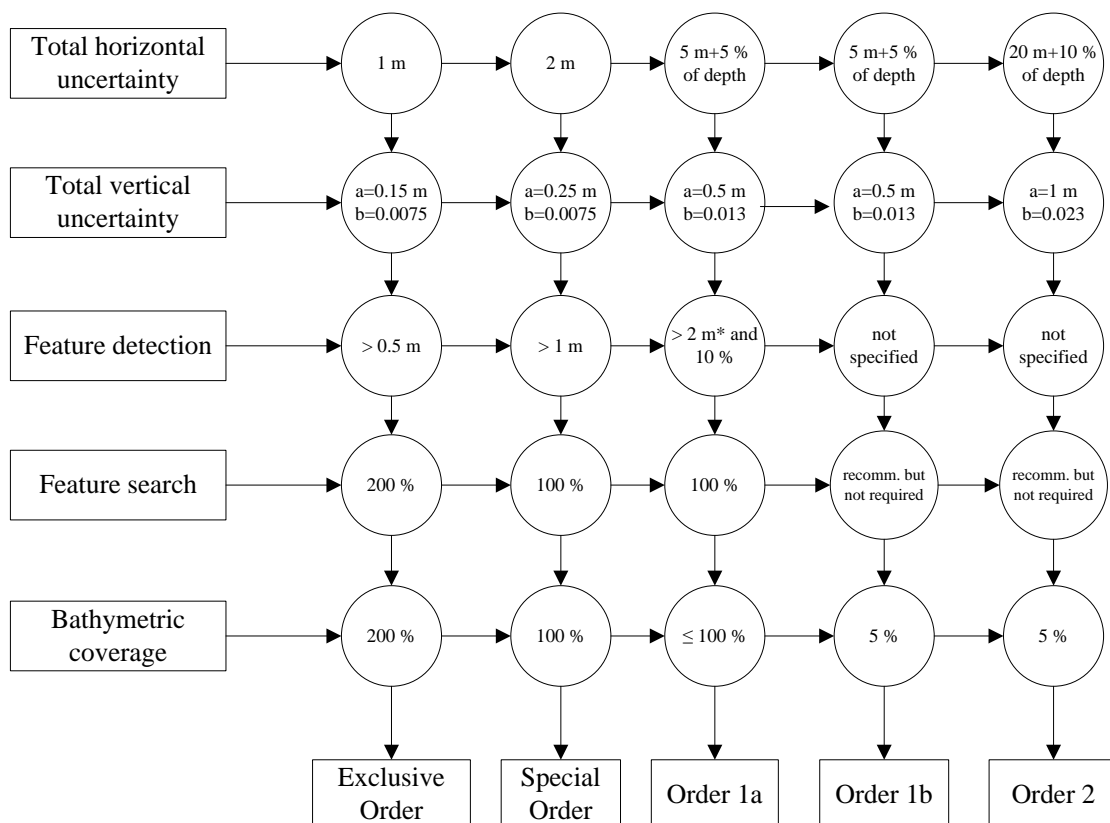 Total horizontal
uncertainty
1 m
2 m
5 m+5 %
of depth
5 m+5 %
of depth
20 m+10 %
of depth
Total vertical
uncertainty
a=0.15 m
b=0.0075
a=0.25 m
b=0.0075
a=0.5 m
b=0.013
a=0.5 m
b=0.013
a=1 m
b=0.023
Feature detection
> 0.5 m
> 1 m
> 2 m* and
10 %
not
specified
not
specified
Feature search
200 %
100 %
100 %
recomm. but
not required
recomm. but
not required
Bathymetric
coverage
200 %
100 %
≤ 100 %
5 %
5 %
Exclusive
Order
Special
Order
Order 1a
Order 1b
Order 2